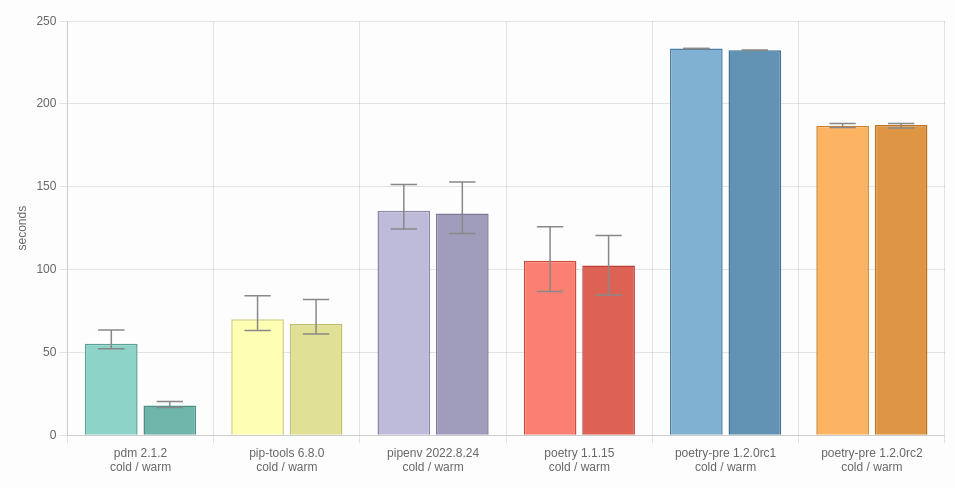 250
200
150
100
50
0
seconds
pdm 2.1.2
cold / warm
pip-tools 6.8.0
cold / warm
pipenv 2022.8.24
cold / warm
poetry 1.1.15
cold / warm
poetry-pre 1.2.0rc1
cold / warm
poetry-pre 1.2.0rc2
cold / warm